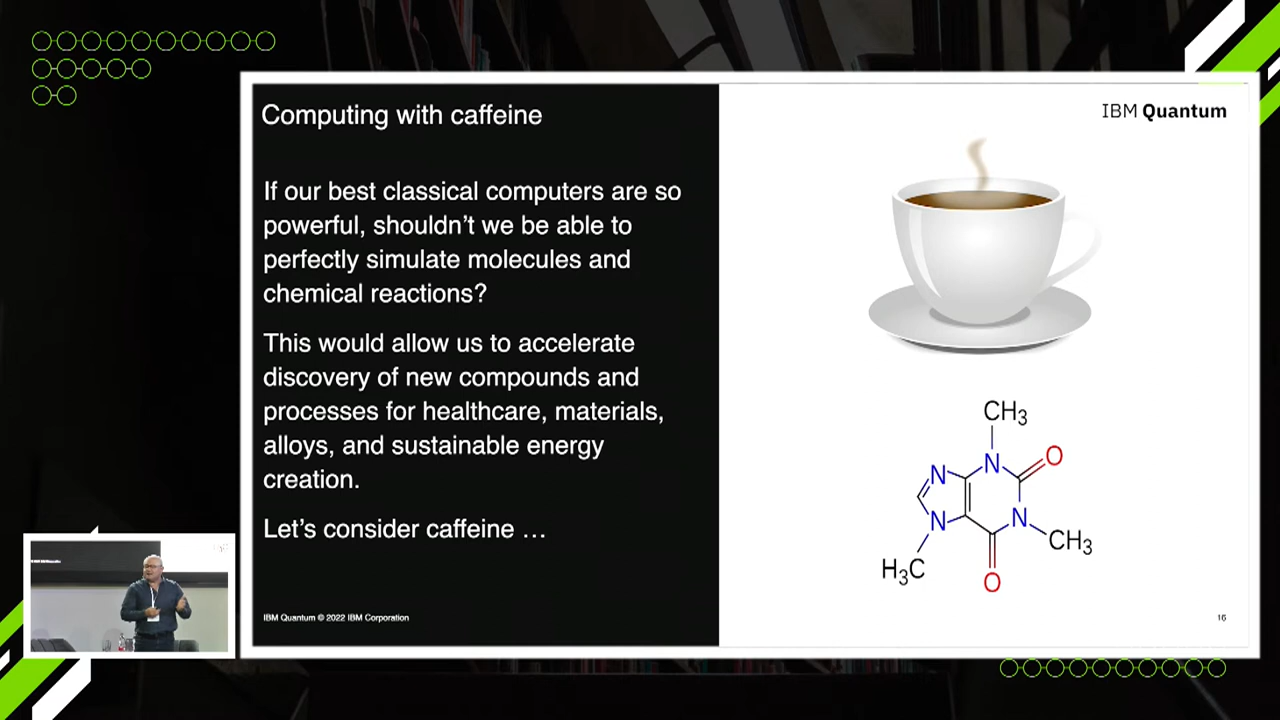 Computing with caffeine
IBM Quantum
If our best classical computers are so
powerful, shouldn't we be able to
perfectly simulate molecules and
chemical reactions?
This would allow us to accelerate
discovery of new compounds and
processes for healthcare, materials,
alloys, and sustainable energy
creation.
Let's consider caffeine …
CH₃
O
N
N
N
N
CH₃
H₃C
O
IBM Quantum © 2022 IBM Corporation
16